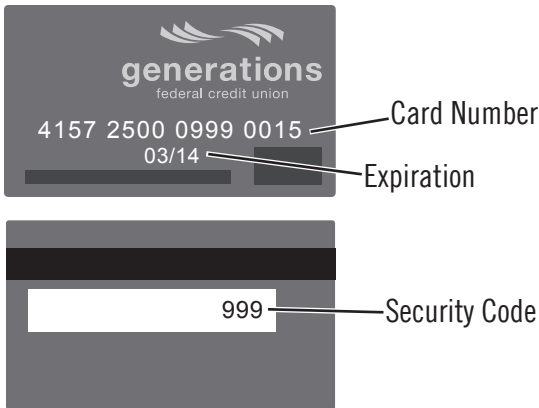 generations
federal credit union
4157 2500 0999 0015
Card Number
03/14
Expiration
999
Security Code